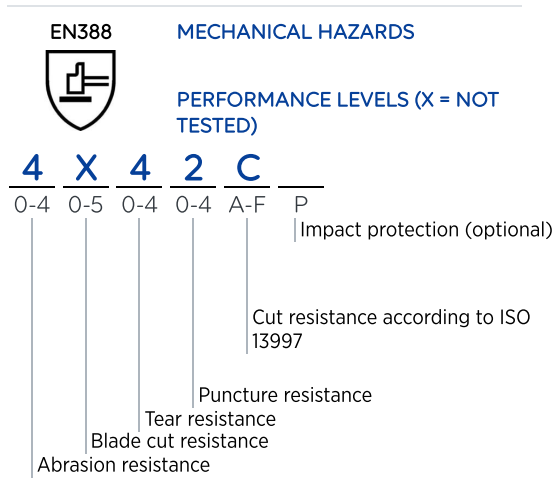 EN388
MECHANICAL HAZARDS
PERFORMANCE LEVELS (X = NOT
TESTED)
4 X 4 2 C
0-4 0-5 0-4 0-4 A-F P
Impact protection (optional)
Cut resistance according to ISO
13997
Puncture resistance
Tear resistance
Blade cut resistance
Abrasion resistance